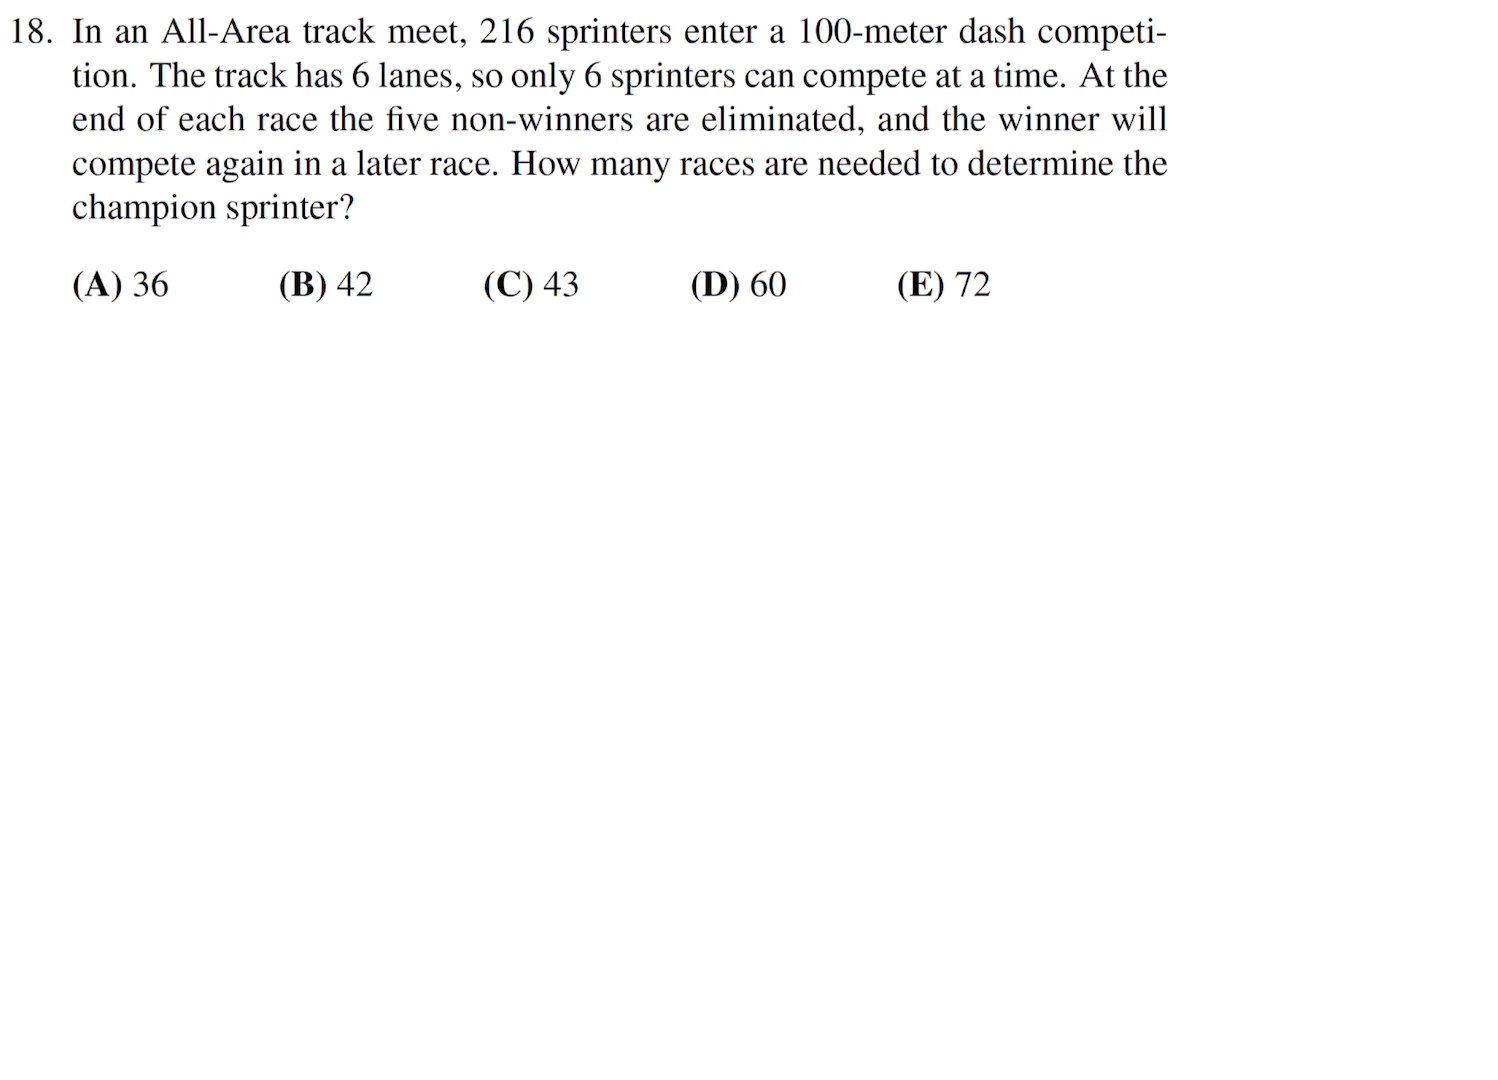 18. In an All-Area track meet, 216 sprinters enter a 100-meter dash competi-
tion. The track has 6 lanes, so only 6 sprinters can compete at a time. At the
end of each race the five non-winners are eliminated, and the winner will
compete again in a later race. How many races are needed to determine the
champion sprinter?
(A) 36 (B) 42 (C) 43 (D) 60 (E) 72